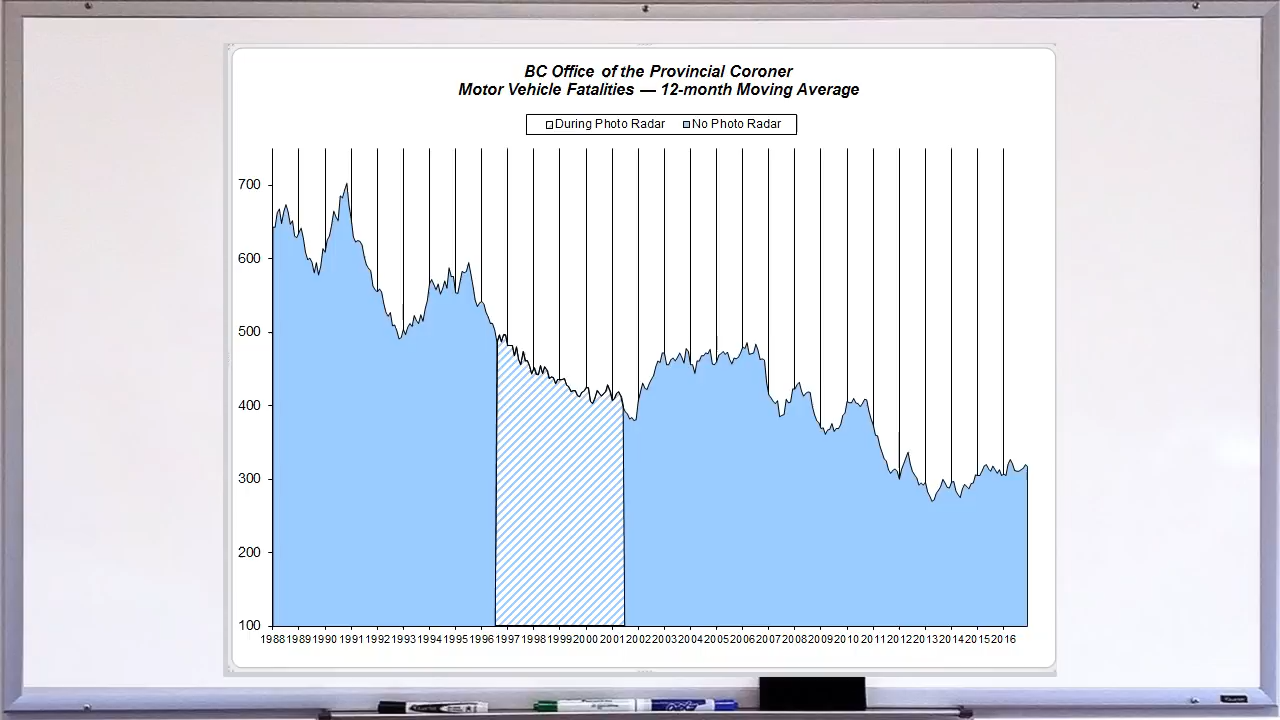 BC Office of the Provincial Coroner
Motor Vehicle Fatalities — 12-month Moving Average
During Photo Radar No Photo Radar
700
600
500
400
300
200
100
1988 1989 1990 1991 1992 1993 1994 1995 1996 1997 1998 1999 2000 2001 2002 2003 2004 2005 2006 2007 2008 2009 2010 2011 2012 2013 2014 2015 2016